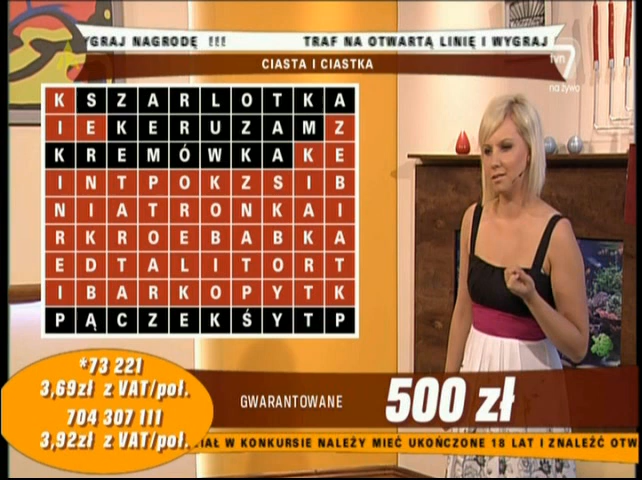 YGRAJ NAGRODĘ !!! TRAF NA OTWARTĄ LINIĘ I WYGRAJ
CIASTA I CIASTKA
tvn 7
na żywo
K S Z A R L O T K A
I E K E R U Z A M Z
K R E M Ó W K A K E
I N T P O K Z S I B
N I A T R O N K A I
R K R O E B A B K A
E D T A L I T O R T
I B A R K O P Y T K
P Ą C Z E K Ś Y T P
*73 221
3,69zł z VAT/poł.
704 307 111
3,92zł z VAT/poł.
GWARANTOWANE 500 zł
IAŁ W KONKURSIE NALEŻY MIEĆ UKOŃCZONE 18 LAT I ZNALEŹĆ OTW